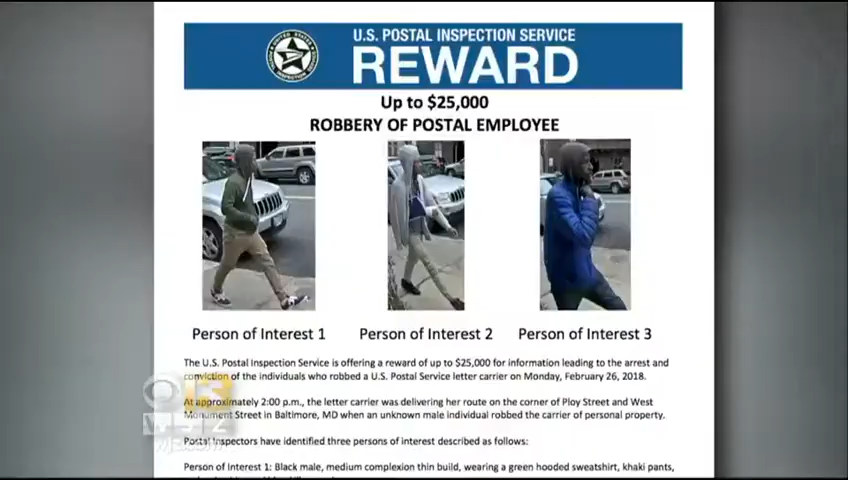 U.S. POSTAL INSPECTION SERVICE
REWARD
Up to $25,000
ROBBERY OF POSTAL EMPLOYEE
Person of Interest 1
Person of Interest 2
Person of Interest 3
The U.S. Postal Inspection Service is offering a reward of up to $25,000 for information leading to the arrest and
conviction of the individuals who robbed a U.S. Postal Service letter carrier on Monday, February 26, 2018.
At approximately 2:00 p.m., the letter carrier was delivering her route on the corner of Ploy Street and West
Monument Street in Baltimore, MD when an unknown male individual robbed the carrier of personal property.
Postal Inspectors have identified three persons of interest described as follows:
Person of Interest 1: Black male, medium complexion thin build, wearing a green hooded sweatshirt, khaki pants,
13